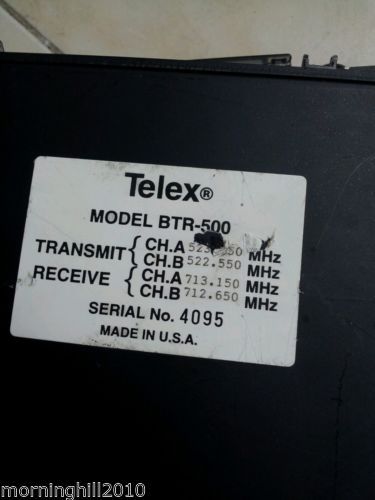 Telex®
MODEL BTR-500
TRANSMIT { CH.A MHz
CH.B 522.550 MHz
RECEIVE { CH.A 713.150 MHz
CH.B 712.650 MHz
SERIAL No. 4095
MADE IN U.S.A.
morninghill2010